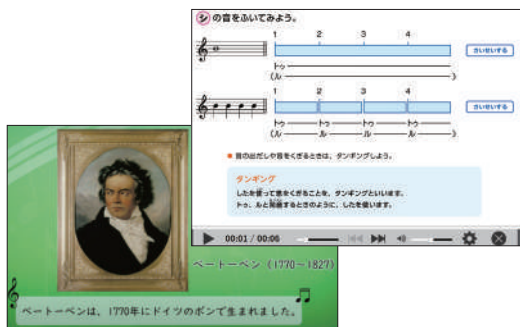 シの音をふいてみよう。
1 2 3 4
さいせいする
トゥ
(ル )
1 2 3 4
さいせいする
トゥ トゥ トゥ トゥ
(ル ル ル ル )
● 音の出だしや音をくぎるときは、タンギングしよう。
タンギング
したを使って息をくぎることを、タンギングといいます。
トゥ、ルと発音するときのように、したを使います。
00:01 / 00:06
ベートーベン(1770〜1827)
ベートーベンは、1770年にドイツのボンで生まれました。